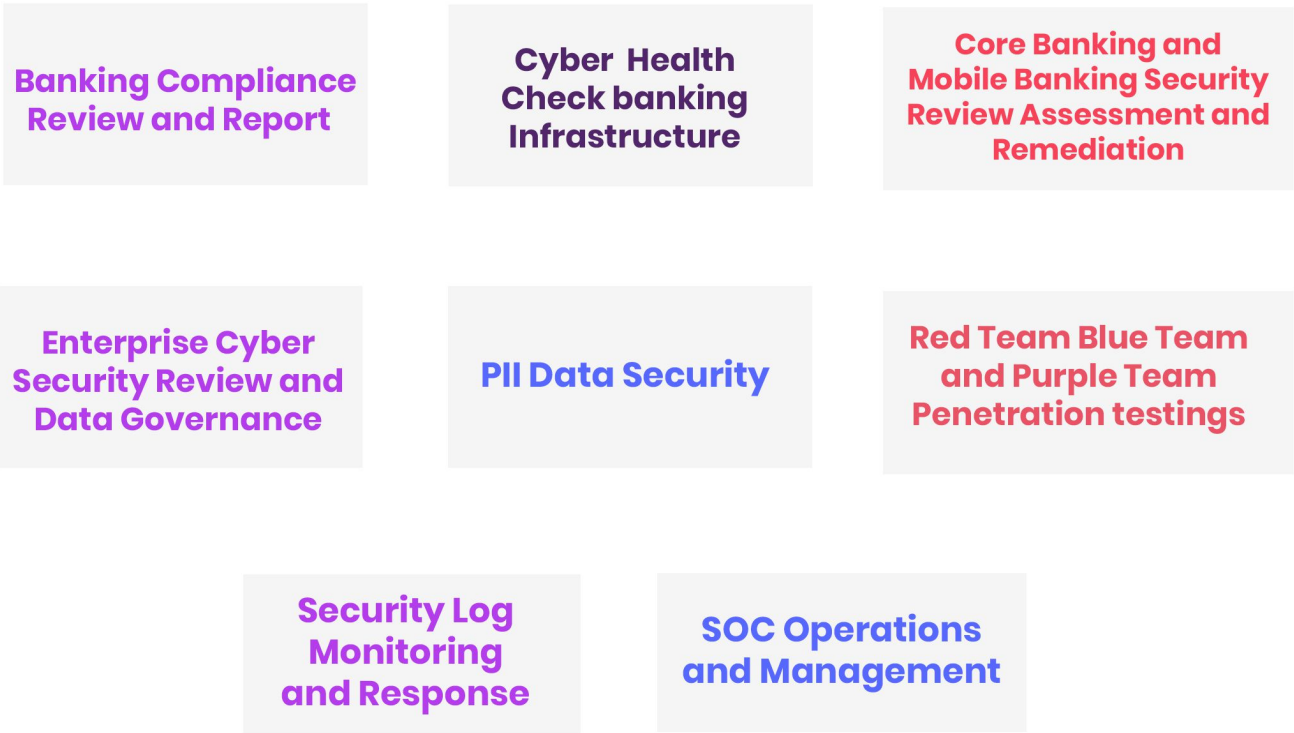 Banking Compliance
Review and Report
Cyber Health
Check banking
Infrastructure
Core Banking and
Mobile Banking Security
Review Assessment and
Remediation
Enterprise Cyber
Security Review and
Data Governance
PII Data Security
Red Team Blue Team
and Purple Team
Penetration testings
Security Log
Monitoring
and Response
SOC Operations
and Management